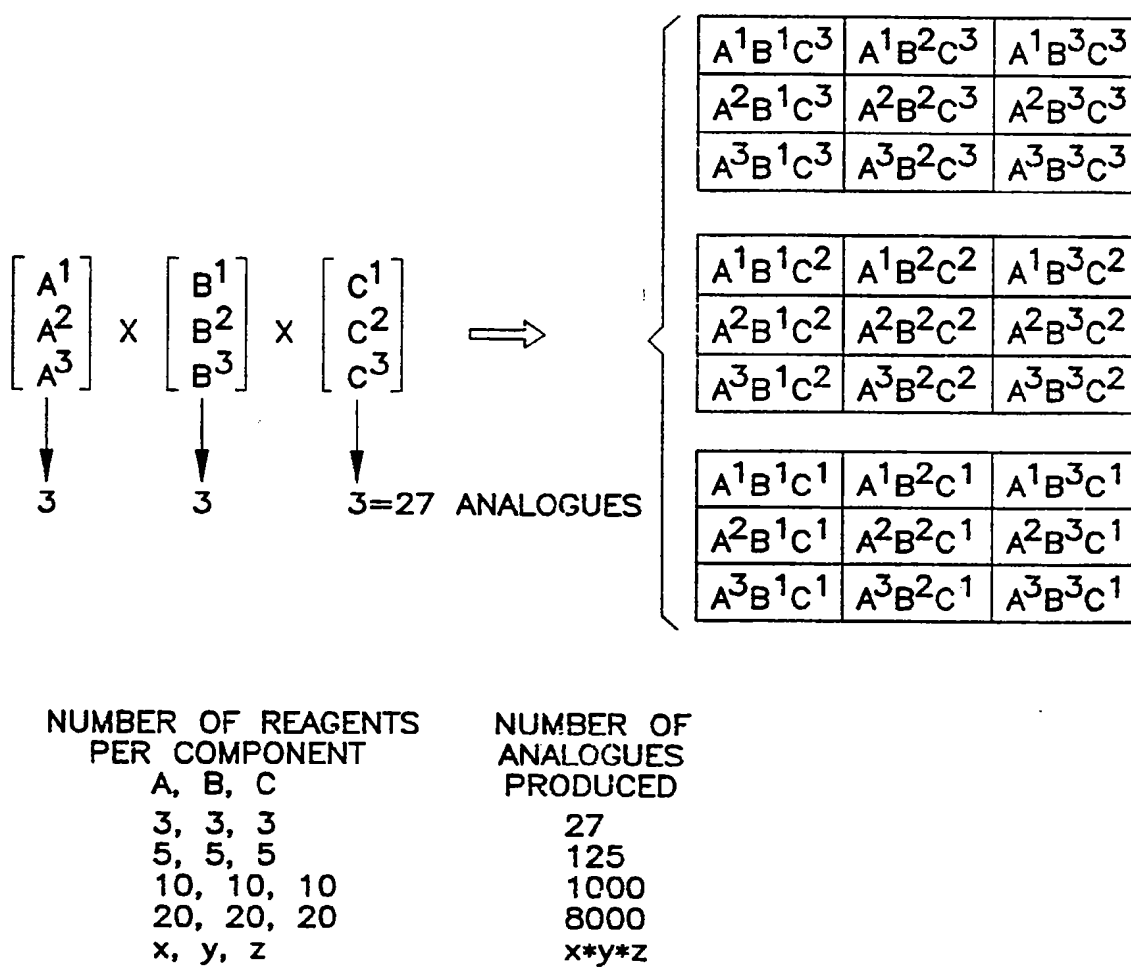 A¹B¹C³ A¹B²C³ A¹B³C³
A²B¹C³ A²B²C³ A²B³C³
A³B¹C³ A³B²C³ A³B³C³
A¹ B¹ C¹
A² X B² X C²
A³ B³ C³
3 3 3=27 ANALOGUES
A¹B¹C² A¹B²C² A¹B³C²
A²B¹C² A²B²C² A²B³C²
A³B¹C² A³B²C² A³B³C²
A¹B¹C¹ A¹B²C¹ A¹B³C¹
A²B¹C¹ A²B²C¹ A²B³C¹
A³B¹C¹ A³B²C¹ A³B³C¹
NUMBER OF REAGENTS
PER COMPONENT
A, B, C
3, 3, 3
5, 5, 5
10, 10, 10
20, 20, 20
x, y, z
NUMBER OF
ANALOGUES
PRODUCED
27
125
1000
8000
x*y*z